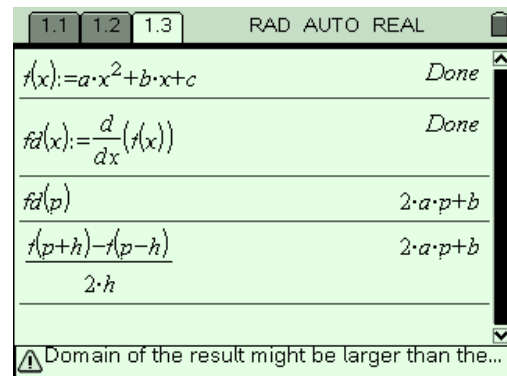 1.1 1.2 1.3 RAD AUTO REAL
f(x):=a·x²+b·x+c Done
fd(x):=d/dx(f(x)) Done
fd(p) 2·a·p+b
(f(p+h)−f(p−h))/(2·h) 2·a·p+b
⚠Domain of the result might be larger than the...